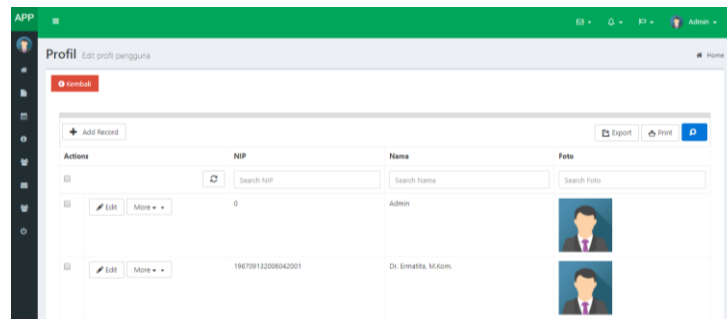 APP
Admin
Profil Edit profil pengguna
Home
Kembali
Add Record
Export Print
Actions NIP Nama Foto
Search NIP Search Nama Search Foto
Edit More 0 Admin
Edit More 196709132006042001 Dr. Ermatita, M.Kom.